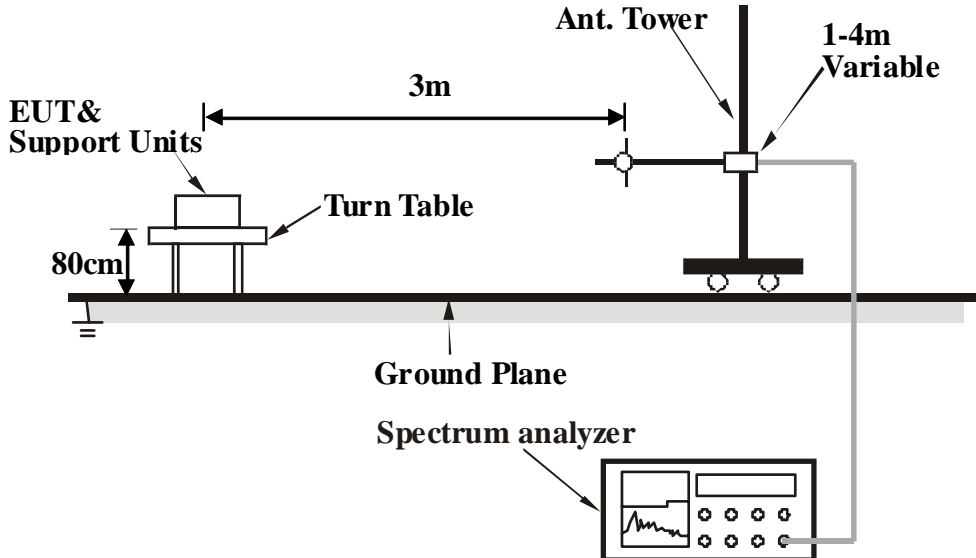 Ant. Tower
1-4m
Variable
3m
EUT&
Support Units
Turn Table
80cm
Ground Plane
Spectrum analyzer